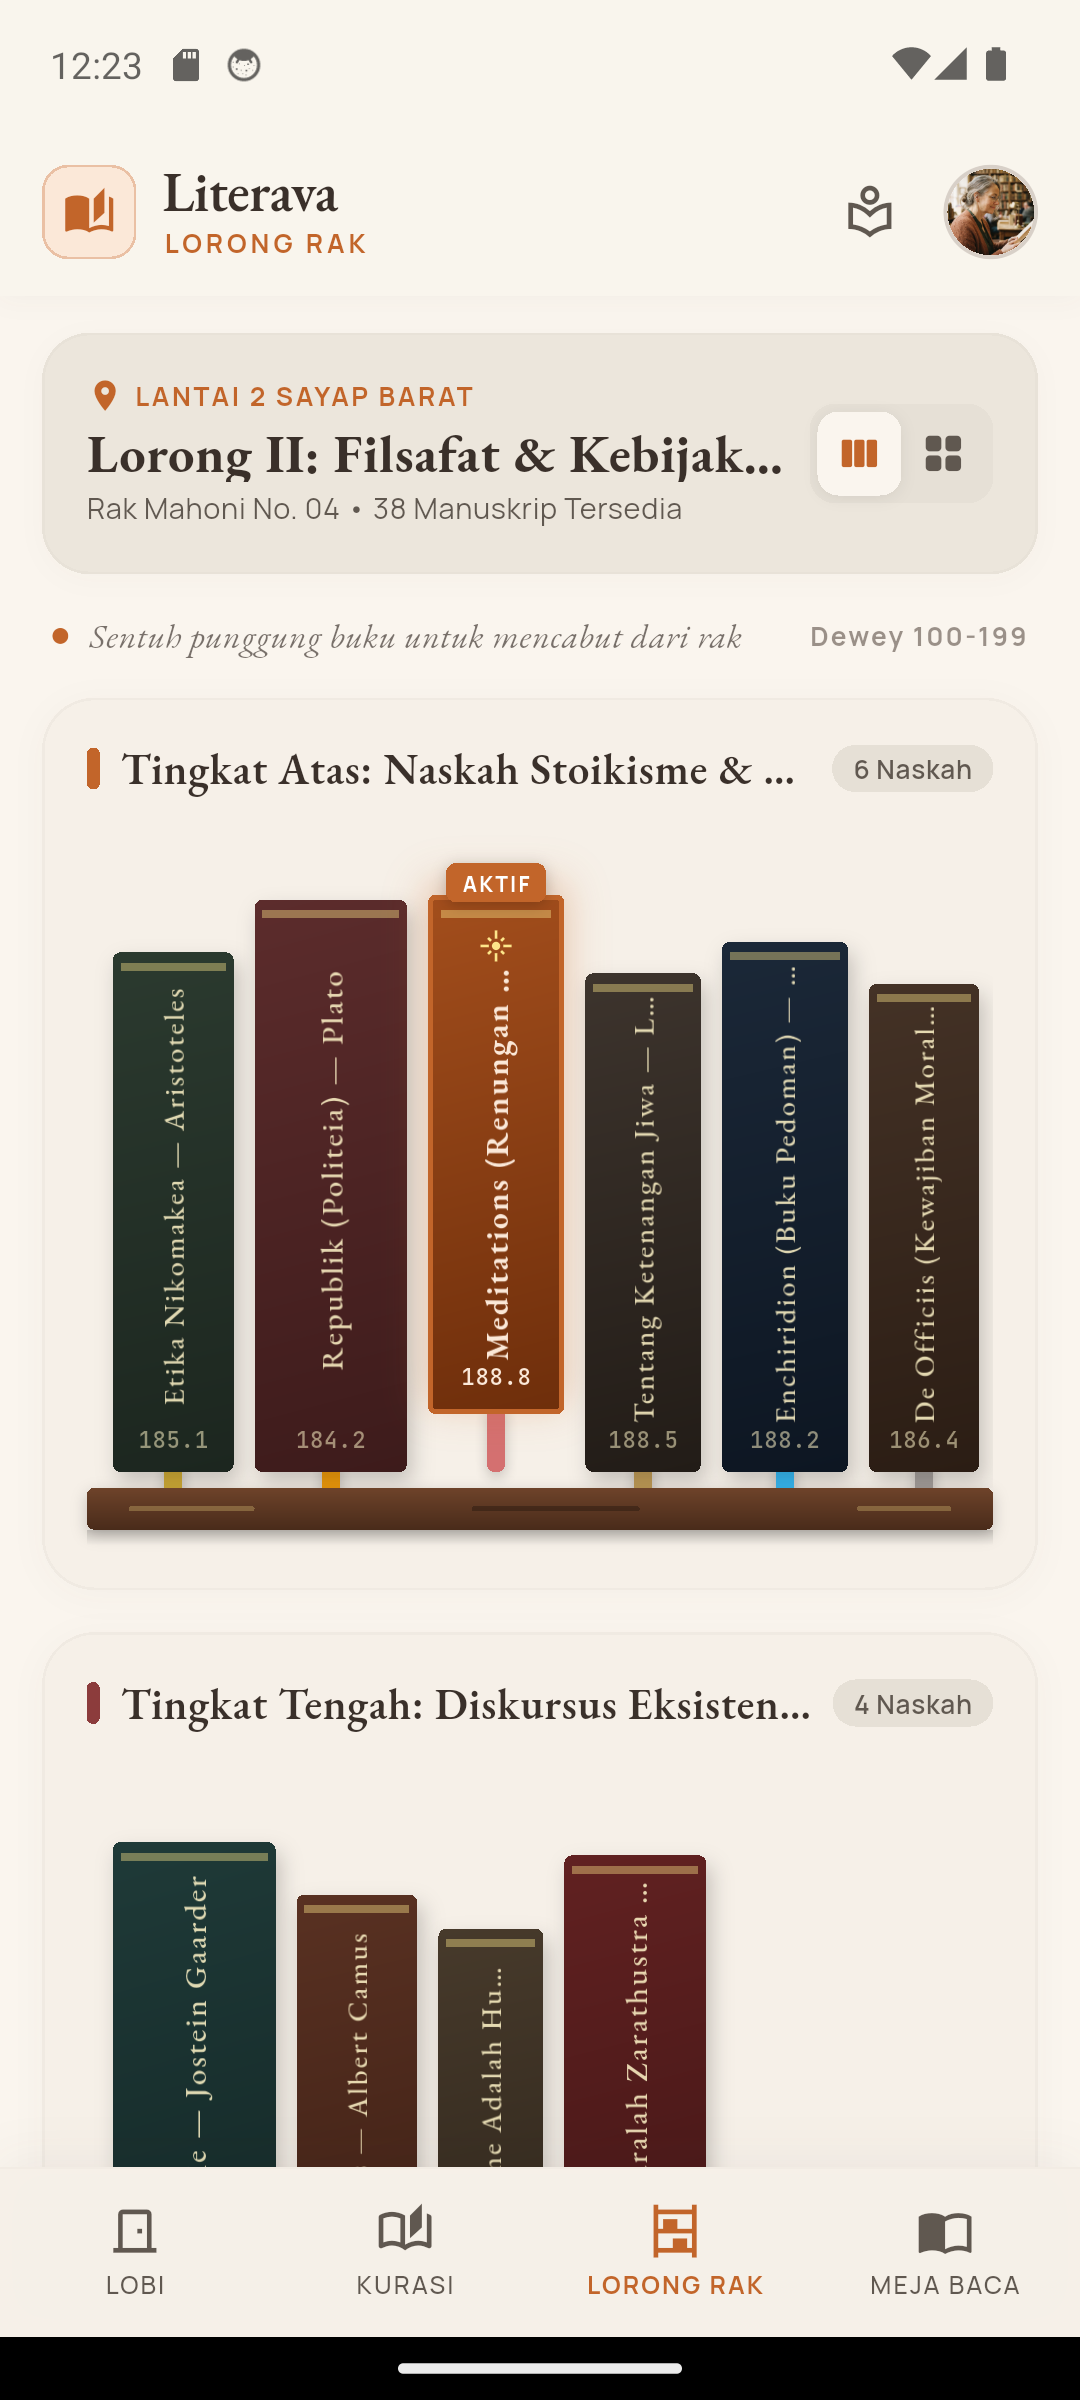 12:23
Literava
LORONG RAK
LANTAI 2 SAYAP BARAT
Lorong II: Filsafat & Kebijak...
Rak Mahoni No. 04 • 38 Manuskrip Tersedia
Sentuh punggung buku untuk mencabut dari rak
Dewey 100-199
Tingkat Atas: Naskah Stoikisme & ...
6 Naskah
Etika Nikomakea — Aristoteles
185.1
Republik (Politeia) — Plato
184.2
AKTIF
Meditations (Renungan ...
188.8
Tentang Ketenangan Jiwa — L...
188.5
Enchiridion (Buku Pedoman) — ...
188.2
De Officiis (Kewajiban Moral...
186.4
Tingkat Tengah: Diskursus Eksisten...
4 Naskah
e — Jostein Gaarder
— Albert Camus
ne Adalah Hu...
ralah Zarathustra ...
LOBI
KURASI
LORONG RAK
MEJA BACA